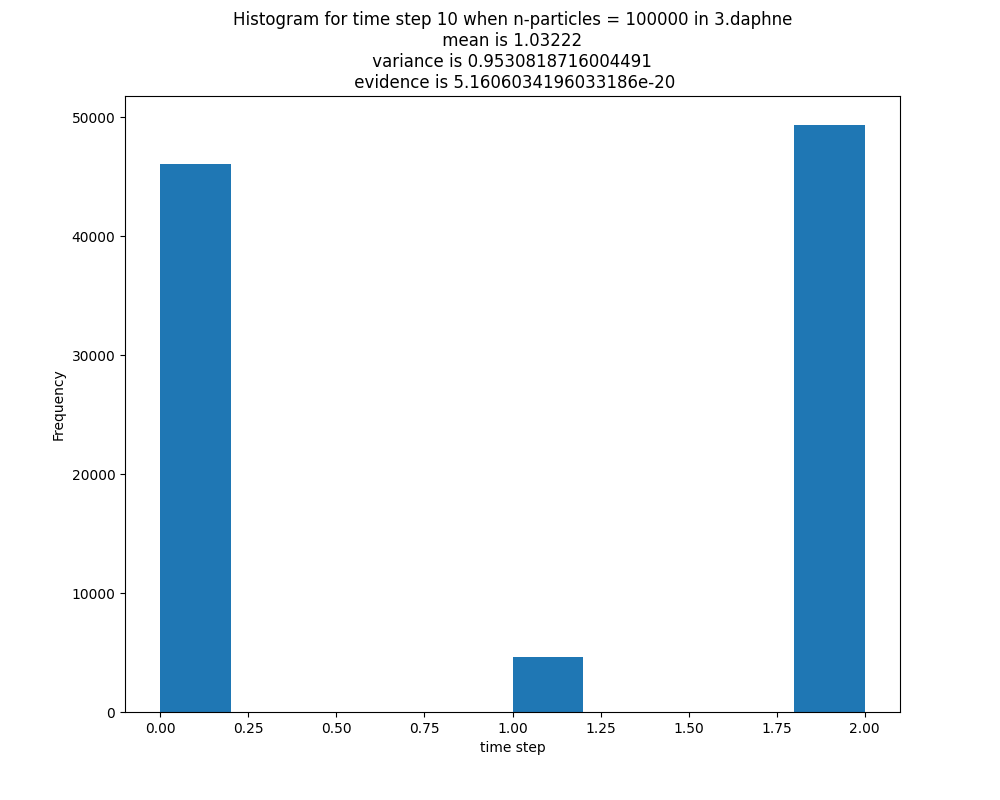 Histogram for time step 10 when n-particles = 100000 in 3.daphne
mean is 1.03222
variance is 0.9530818716004491
evidence is 5.1606034196033186e-20
50000
40000
30000
20000
10000
0
Frequency
0.00 0.25 0.50 0.75 1.00 1.25 1.50 1.75 2.00
time step